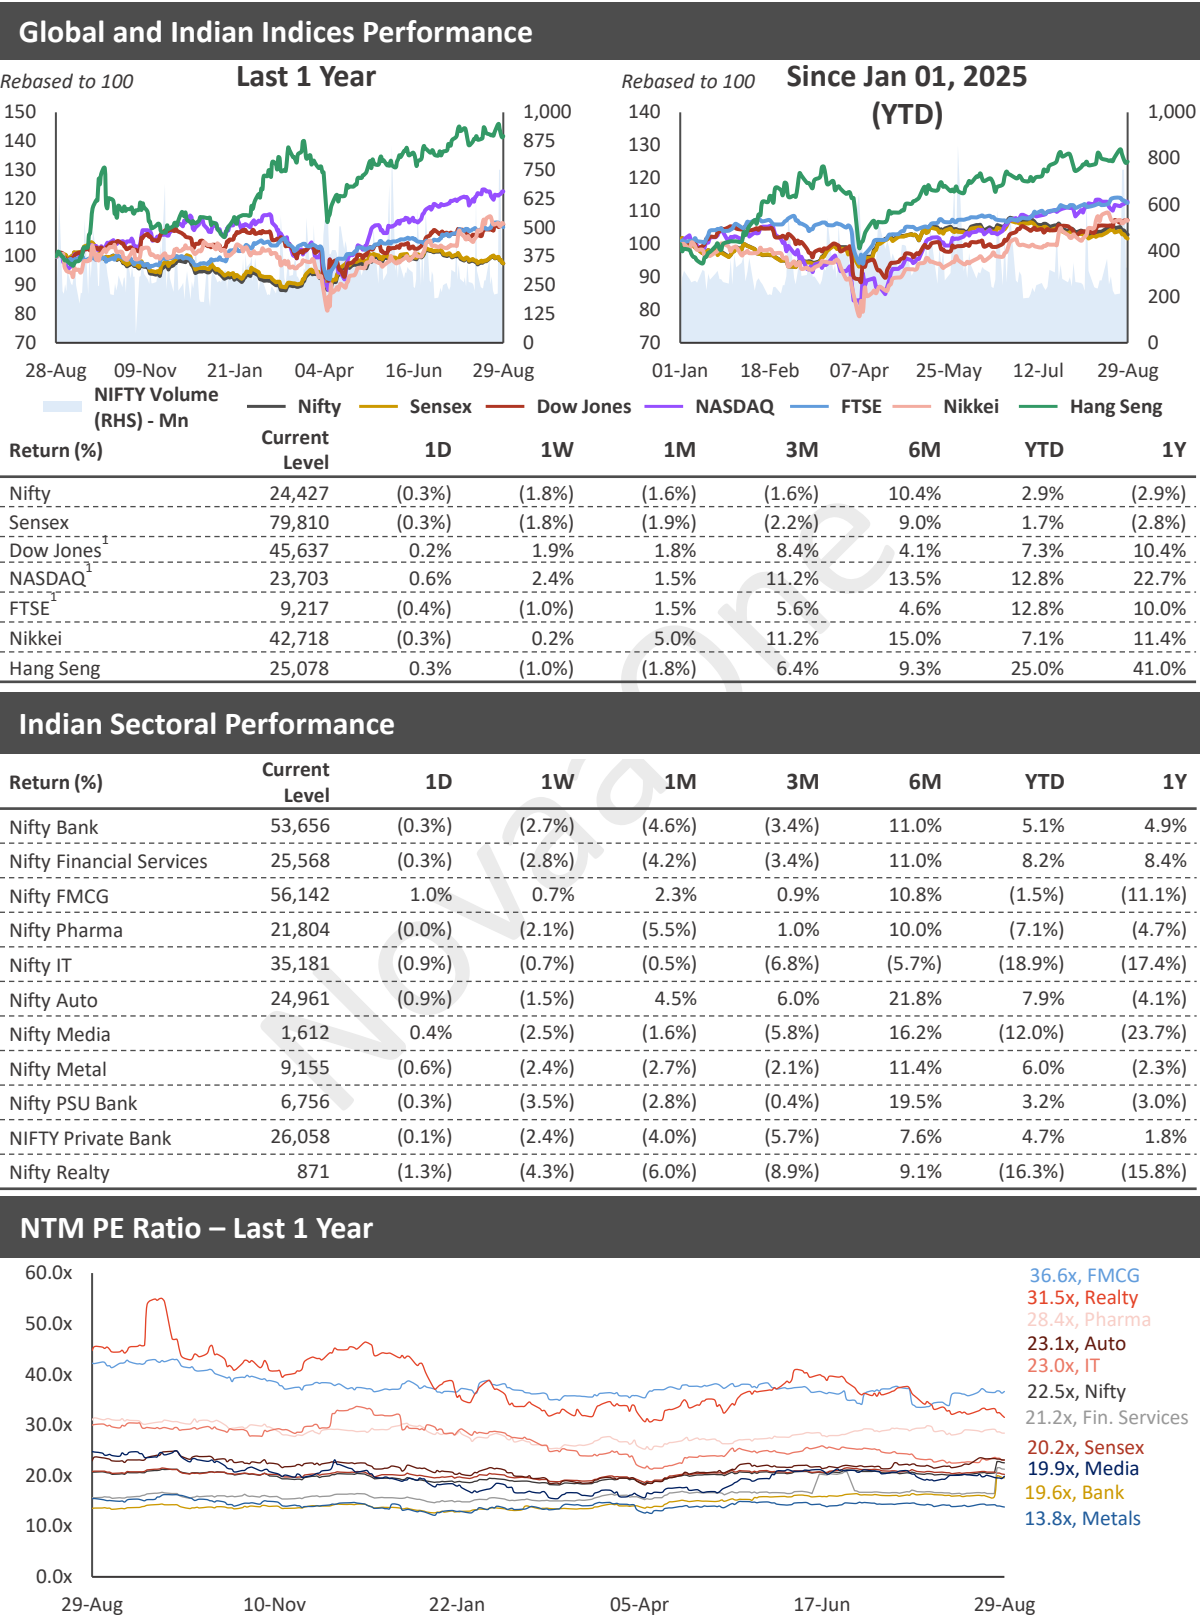 Global and Indian Indices Performance
Rebased to 100 Last 1 Year
150 1,000
140 875
130 750
120 625
110 500
100 375
90 250
80 125
70 0
28-Aug 09-Nov 21-Jan 04-Apr 16-Jun 29-Aug
Rebased to 100 Since Jan 01, 2025
(YTD)
140 1,000
130
120 800
110 600
100 400
90
80 200
70 0
01-Jan 18-Feb 07-Apr 25-May 12-Jul 29-Aug
NIFTY Volume (RHS) - Mn Nifty Sensex Dow Jones NASDAQ FTSE Nikkei Hang Seng
Return (%) Current Level 1D 1W 1M 3M 6M YTD 1Y
Nifty 24,427 (0.3%) (1.8%) (1.6%) (1.6%) 10.4% 2.9% (2.9%)
Sensex 79,810 (0.3%) (1.8%) (1.9%) (2.2%) 9.0% 1.7% (2.8%)
Dow Jones1 45,637 0.2% 1.9% 1.8% 8.4% 4.1% 7.3% 10.4%
NASDAQ1 23,703 0.6% 2.4% 1.5% 11.2% 13.5% 12.8% 22.7%
FTSE1 9,217 (0.4%) (1.0%) 1.5% 5.6% 4.6% 12.8% 10.0%
Nikkei 42,718 (0.3%) 0.2% 5.0% 11.2% 15.0% 7.1% 11.4%
Hang Seng 25,078 0.3% (1.0%) (1.8%) 6.4% 9.3% 25.0% 41.0%
Indian Sectoral Performance
Return (%) Current Level 1D 1W 1M 3M 6M YTD 1Y
Nifty Bank 53,656 (0.3%) (2.7%) (4.6%) (3.4%) 11.0% 5.1% 4.9%
Nifty Financial Services 25,568 (0.3%) (2.8%) (4.2%) (3.4%) 11.0% 8.2% 8.4%
Nifty FMCG 56,142 1.0% 0.7% 2.3% 0.9% 10.8% (1.5%) (11.1%)
Nifty Pharma 21,804 (0.0%) (2.1%) (5.5%) 1.0% 10.0% (7.1%) (4.7%)
Nifty IT 35,181 (0.9%) (0.7%) (0.5%) (6.8%) (5.7%) (18.9%) (17.4%)
Nifty Auto 24,961 (0.9%) (1.5%) 4.5% 6.0% 21.8% 7.9% (4.1%)
Nifty Media 1,612 0.4% (2.5%) (1.6%) (5.8%) 16.2% (12.0%) (23.7%)
Nifty Metal 9,155 (0.6%) (2.4%) (2.7%) (2.1%) 11.4% 6.0% (2.3%)
Nifty PSU Bank 6,756 (0.3%) (3.5%) (2.8%) (0.4%) 19.5% 3.2% (3.0%)
NIFTY Private Bank 26,058 (0.1%) (2.4%) (4.0%) (5.7%) 7.6% 4.7% 1.8%
Nifty Realty 871 (1.3%) (4.3%) (6.0%) (8.9%) 9.1% (16.3%) (15.8%)
NovaaOne
NTM PE Ratio – Last 1 Year
60.0x
50.0x
40.0x
30.0x
20.0x
10.0x
0.0x
29-Aug 10-Nov 22-Jan 05-Apr 17-Jun 29-Aug
36.6x, FMCG
31.5x, Realty
28.4x, Pharma
23.1x, Auto
23.0x, IT
22.5x, Nifty
21.2x, Fin. Services
20.2x, Sensex
19.9x, Media
19.6x, Bank
13.8x, Metals